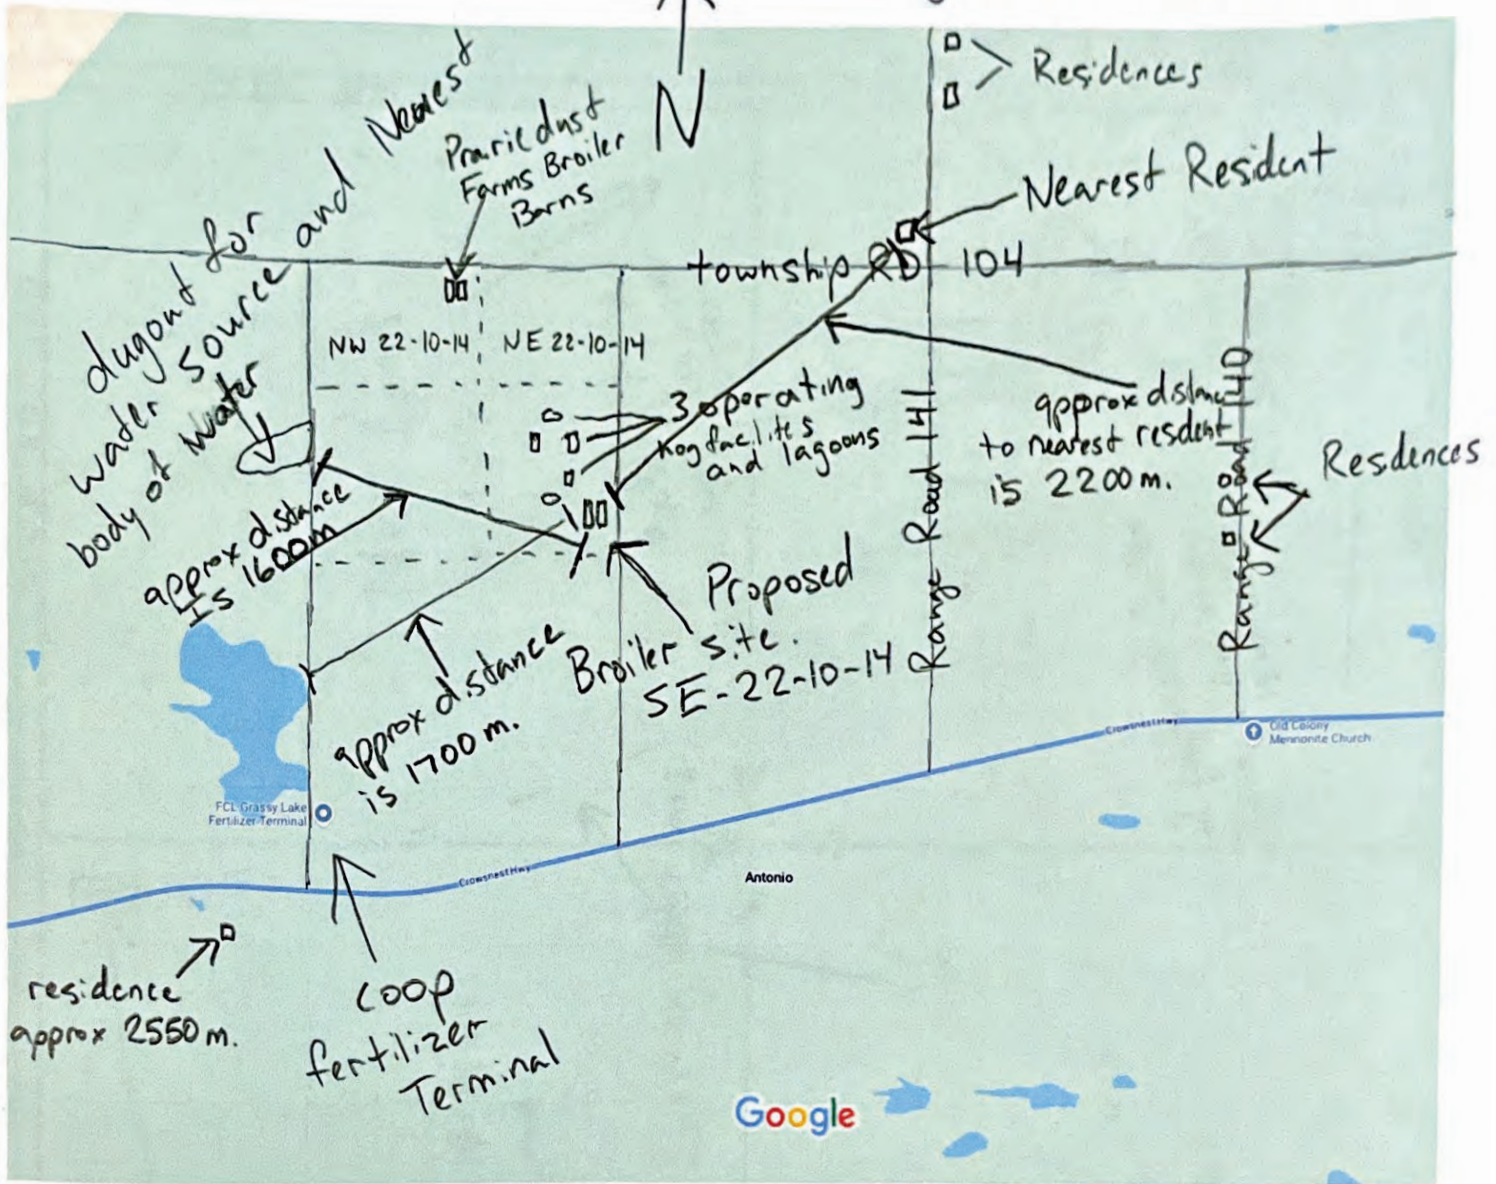 N
Residences
Nearest Resident
Prairiedust
Farms Broiler
Barns
dugout for
water source and Nearest
body of water
township RD 104
NW 22-10-14
NE 22-10-14
3 operating
hog facilites
and lagoons
Range Road 141
approx distance
to nearest resdent
is 2200 m.
Range Road 140
Resdences
approx distance
Is 1600m
Proposed
Broiler site.
SE-22-10-14
approx distance
is 1700 m.
Crowsnest Hwy
Old Colony
Mennonite Church
FCL Grassy Lake
Fertilizer Terminal
Crowsnest Hwy
Antonio
residence
approx 2550 m.
coop
fertilizer
Terminal
Google